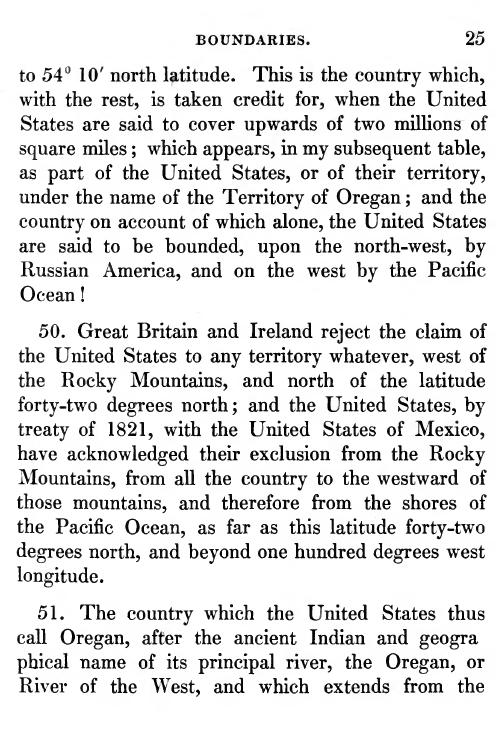 BOUNDARIES. 25
to 54° 10′ north latitude. This is the country which,
with the rest, is taken credit for, when the United
States are said to cover upwards of two millions of
square miles; which appears, in my subsequent table,
as part of the United States, or of their territory,
under the name of the Territory of Oregan; and the
country on account of which alone, the United States
are said to be bounded, upon the north-west, by
Russian America, and on the west by the Pacific
Ocean!
50. Great Britain and Ireland reject the claim of
the United States to any territory whatever, west of
the Rocky Mountains, and north of the latitude
forty-two degrees north; and the United States, by
treaty of 1821, with the United States of Mexico,
have acknowledged their exclusion from the Rocky
Mountains, from all the country to the westward of
those mountains, and therefore from the shores of
the Pacific Ocean, as far as this latitude forty-two
degrees north, and beyond one hundred degrees west
longitude.
51. The country which the United States thus
call Oregan, after the ancient Indian and geogra
phical name of its principal river, the Oregan, or
River of the West, and which extends from the